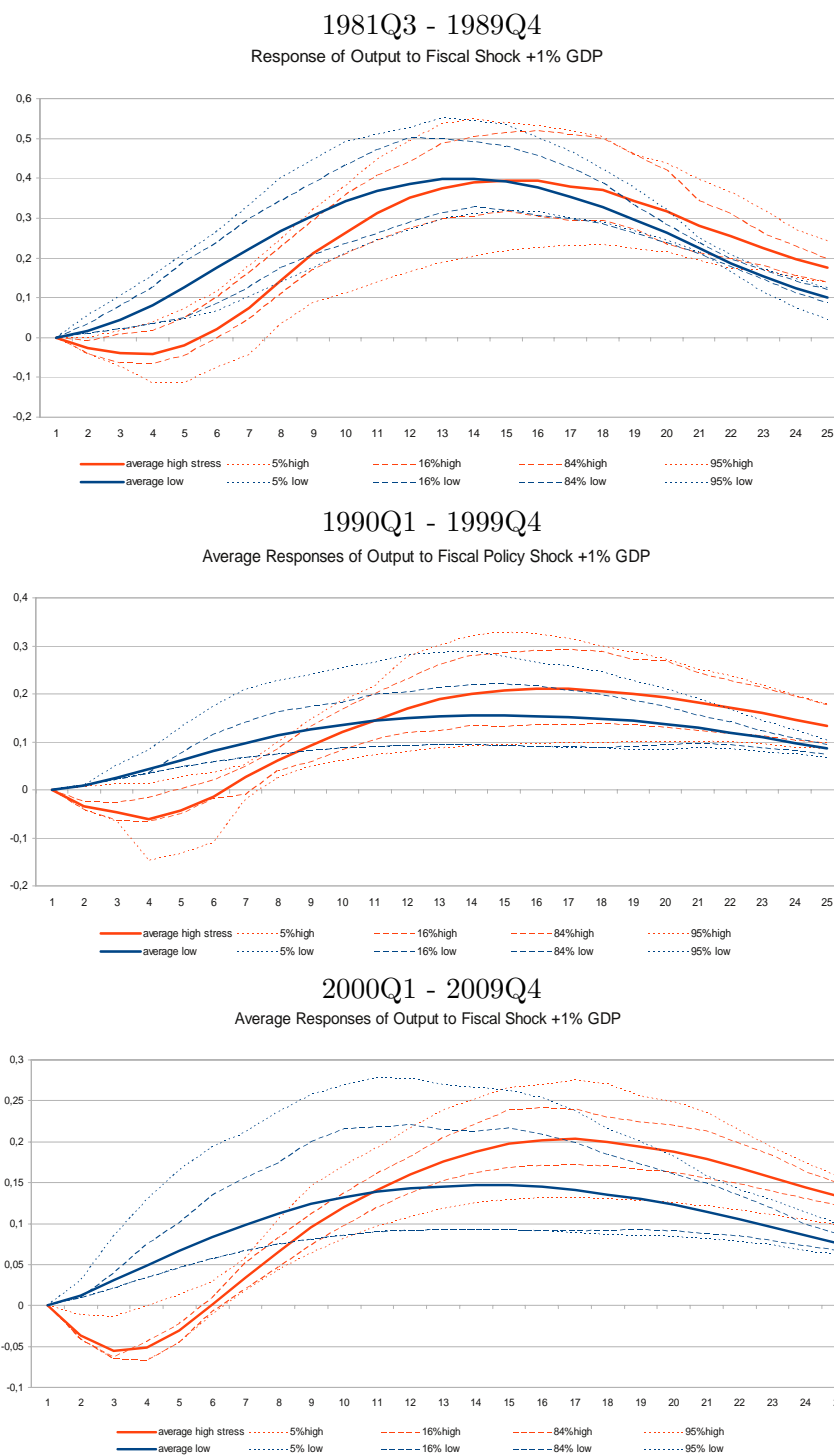 1981Q3 - 1989Q4
Response of Output to Fiscal Shock +1% GDP
0,6
0,5
0,4
0,3
0,2
0,1
0
-0,1
-0,2
1 2 3 4 5 6 7 8 9 10 11 12 13 14 15 16 17 18 19 20 21 22 23 24 25
average high stress 5%high 16%high 84%high 95%high
average low 5% low 16% low 84% low 95% low
1990Q1 - 1999Q4
Average Responses of Output to Fiscal Policy Shock +1% GDP
0,4
0,3
0,2
0,1
0
-0,1
-0,2
1 2 3 4 5 6 7 8 9 10 11 12 13 14 15 16 17 18 19 20 21 22 23 24 25
average high stress 5%high 16%high 84%high 95%high
average low 5% low 16% low 84% low 95% low
2000Q1 - 2009Q4
Average Responses of Output to Fiscal Shock +1% GDP
0,3
0,25
0,2
0,15
0,1
0,05
0
-0,05
-0,1
1 2 3 4 5 6 7 8 9 10 11 12 13 14 15 16 17 18 19 20 21 22 23 24
average high stress 5%high 16%high 84%high 95%high
average low 5% low 16% low 84% low 95% low